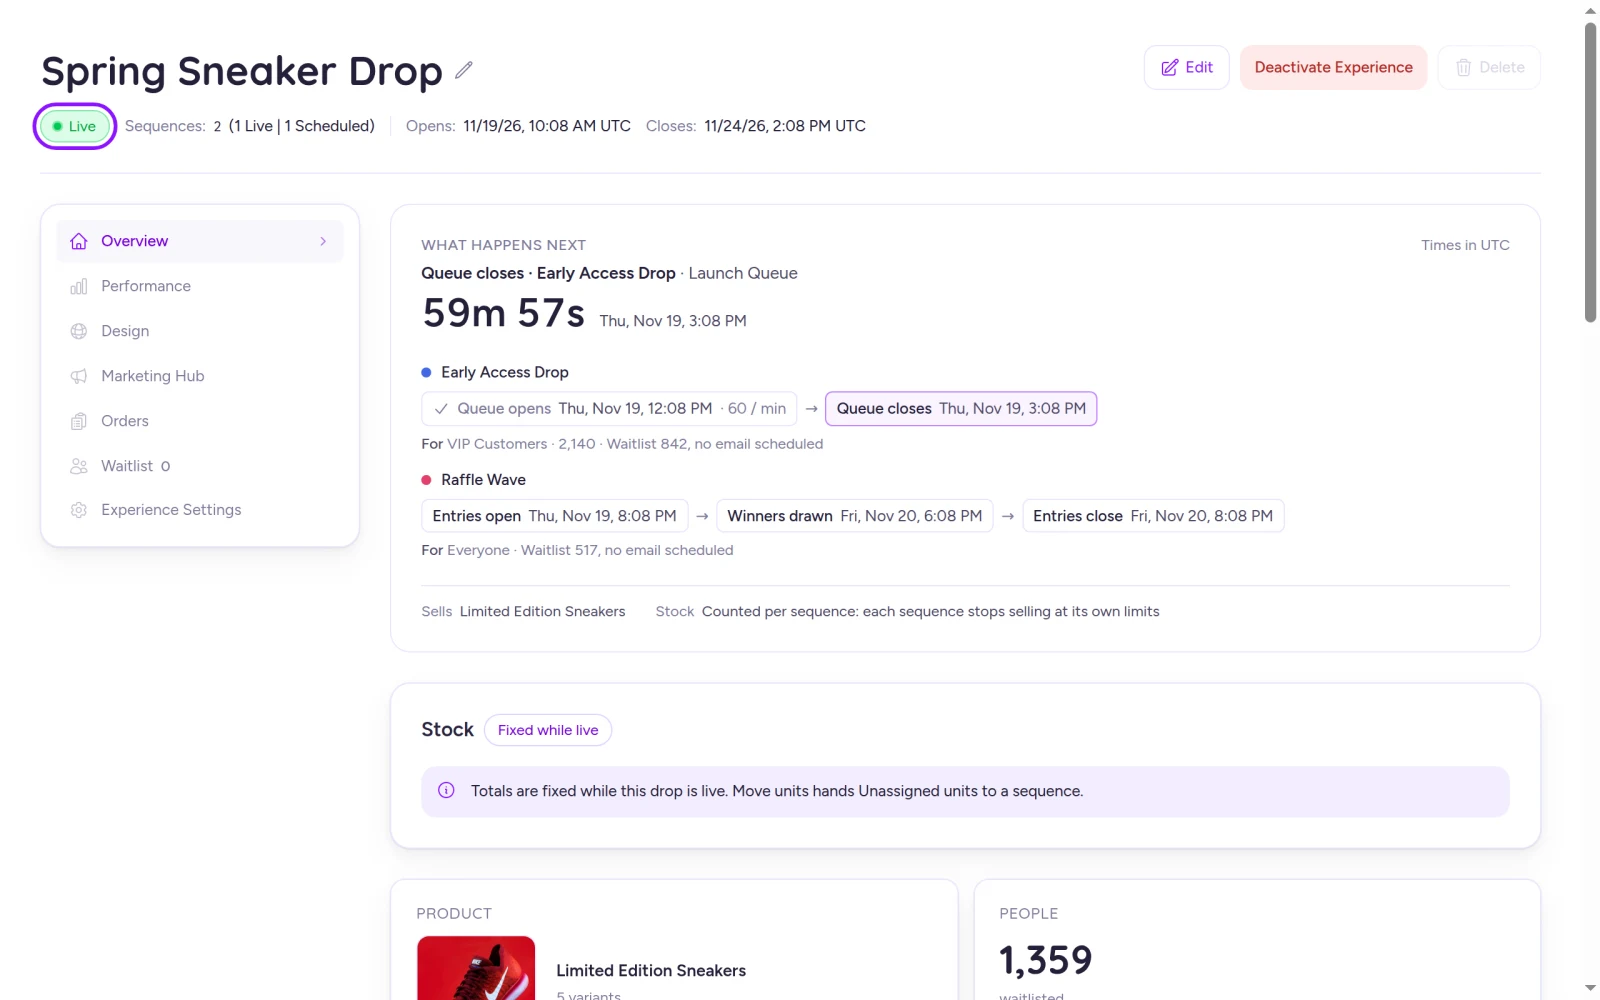 Spring Sneaker Drop
Edit
Deactivate Experience
Delete
Live
Sequences: 2 (1 Live | 1 Scheduled)
Opens: 11/19/26, 10:08 AM UTC
Closes: 11/24/26, 2:08 PM UTC
Overview
Performance
Design
Marketing Hub
Orders
Waitlist 0
Experience Settings
WHAT HAPPENS NEXT
Times in UTC
Queue closes · Early Access Drop · Launch Queue
59m 57s Thu, Nov 19, 3:08 PM
Early Access Drop
Queue opens Thu, Nov 19, 12:08 PM · 60 / min → Queue closes Thu, Nov 19, 3:08 PM
For VIP Customers · 2,140 · Waitlist 842, no email scheduled
Raffle Wave
Entries open Thu, Nov 19, 8:08 PM → Winners drawn Fri, Nov 20, 6:08 PM → Entries close Fri, Nov 20, 8:08 PM
For Everyone · Waitlist 517, no email scheduled
Sells Limited Edition Sneakers Stock Counted per sequence: each sequence stops selling at its own limits
Stock Fixed while live
Totals are fixed while this drop is live. Move units hands Unassigned units to a sequence.
PRODUCT
Limited Edition Sneakers
5 variants
PEOPLE
1,359
waitlisted